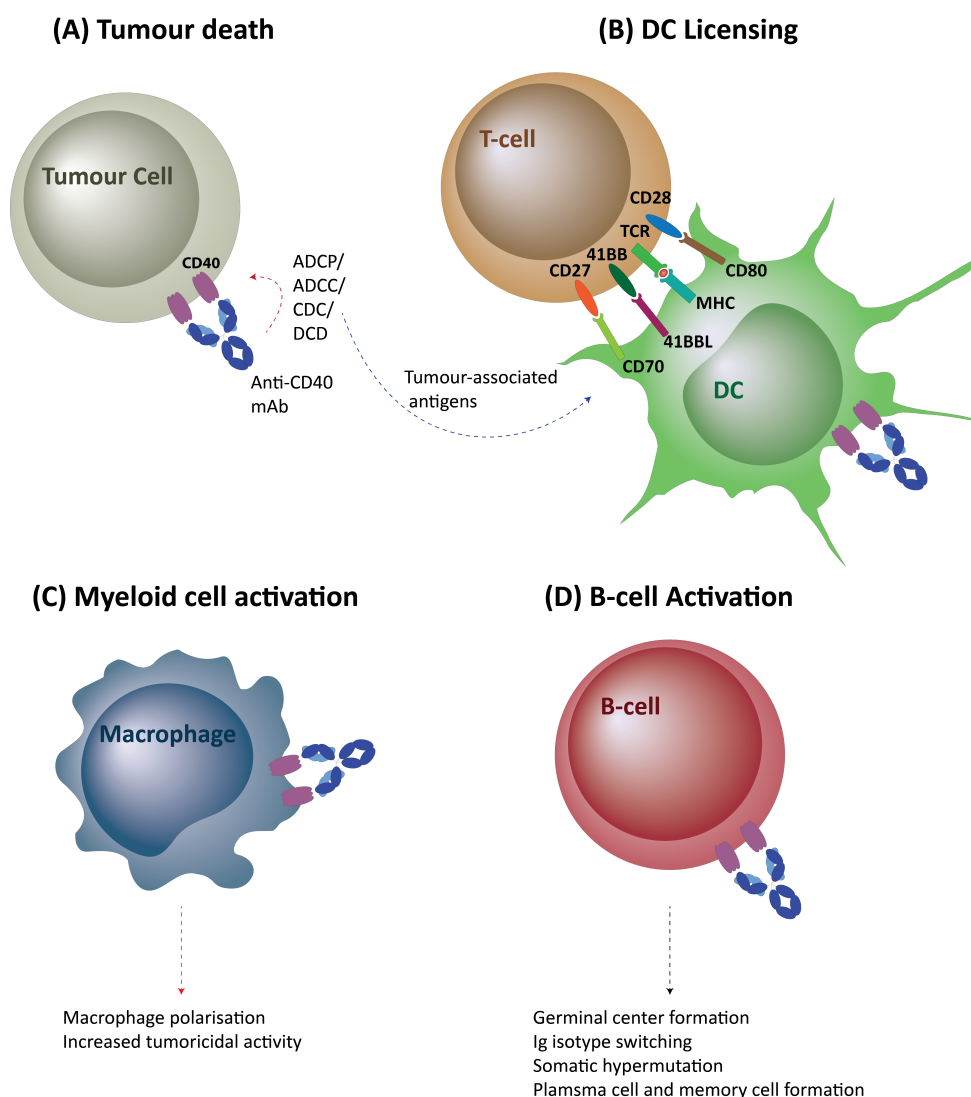 (A) Tumour death
Tumour Cell
CD40
ADCP/
ADCC/
CDC/
DCD
Anti-CD40
mAb
Tumour-associated
antigens
(B) DC Licensing
T-cell
CD28
TCR
41BB
CD27
CD80
MHC
41BBL
CD70
DC
(C) Myeloid cell activation
Macrophage
Macrophage polarisation
Increased tumoricidal activity
(D) B-cell Activation
B-cell
Germinal center formation
Ig isotype switching
Somatic hypermutation
Plamsma cell and memory cell formation